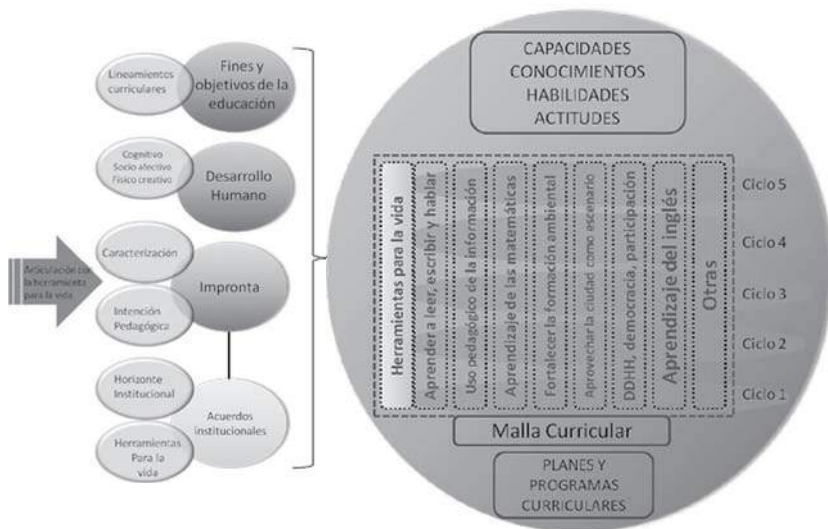 Lineamientos
curriculares
Fines y
objetivos de la
educación
Cognitivo
Socio afectivo
Físico creativo
Desarrollo
Humano
Articulación con
la herramienta
para la vida
Caracterización
Impronta
Intención
Pedagógica
Horizonte
Institucional
Acuerdos
institucionales
Herramientas
Para la
vida
CAPACIDADES
CONOCIMIENTOS
HABILIDADES
ACTITUDES
Herramientas para la vida
Aprender a leer, escribir y hablar
Uso pedagógico de la información
Aprendizaje de las matemáticas
Fortalecer la formación ambiental
Aprovechar la ciudad como escenario
DDHH, democracia, participación
Aprendizaje del inglés
Otras
Ciclo 5
Ciclo 4
Ciclo 3
Ciclo 2
Ciclo 1
Malla Curricular
PLANES Y
PROGRAMAS
CURRICULARES